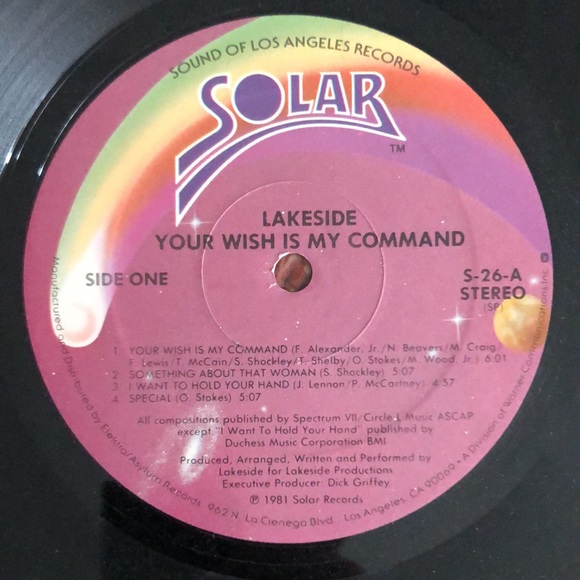 SOUND OF LOS ANGELES RECORDS
SOLAR
TM
LAKESIDE
YOUR WISH IS MY COMMAND
SIDE ONE
S-26-A
STEREO
(SP)
1 YOUR WISH IS MY COMMAND (F. Alexander, Jr./N. Beavers/M. Craig/
F. Lewis/T. McCain/S. Shockley/T. Shelby/O. Stokes/M. Wood, Jr.) 6:01
2 SOMETHING ABOUT THAT WOMAN (S. Shockley) 5:07
3 I WANT TO HOLD YOUR HAND (J. Lennon/P. McCartney) 4:57
4 SPECIAL (O. Stokes) 5:07
All compositions published by Spectrum VII/Circle L Music ASCAP
except "I Want To Hold Your Hand" published by
Duchess Music Corporation BMI
Produced, Arranged, Written and Performed by
Lakeside for Lakeside Productions
Executive Producer: Dick Griffey
℗ 1981 Solar Records
Manufactured and Distributed by Elektra/Asylum Records 962 N. La Cienega Blvd. Los Angeles, CA 90069 • A Division of Warner Communications Inc.